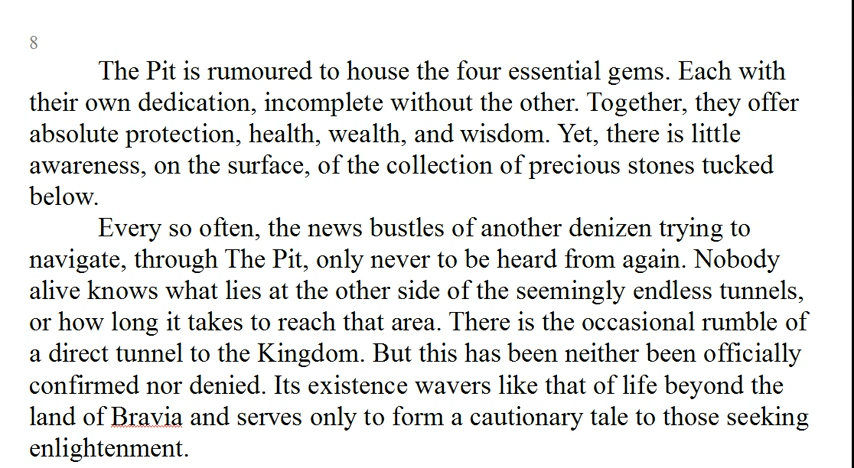 8
The Pit is rumoured to house the four essential gems. Each with
their own dedication, incomplete without the other. Together, they offer
absolute protection, health, wealth, and wisdom. Yet, there is little
awareness, on the surface, of the collection of precious stones tucked
below.
Every so often, the news bustles of another denizen trying to
navigate, through The Pit, only never to be heard from again. Nobody
alive knows what lies at the other side of the seemingly endless tunnels,
or how long it takes to reach that area. There is the occasional rumble of
a direct tunnel to the Kingdom. But this has been neither been officially
confirmed nor denied. Its existence wavers like that of life beyond the
land of Bravia and serves only to form a cautionary tale to those seeking
enlightenment.